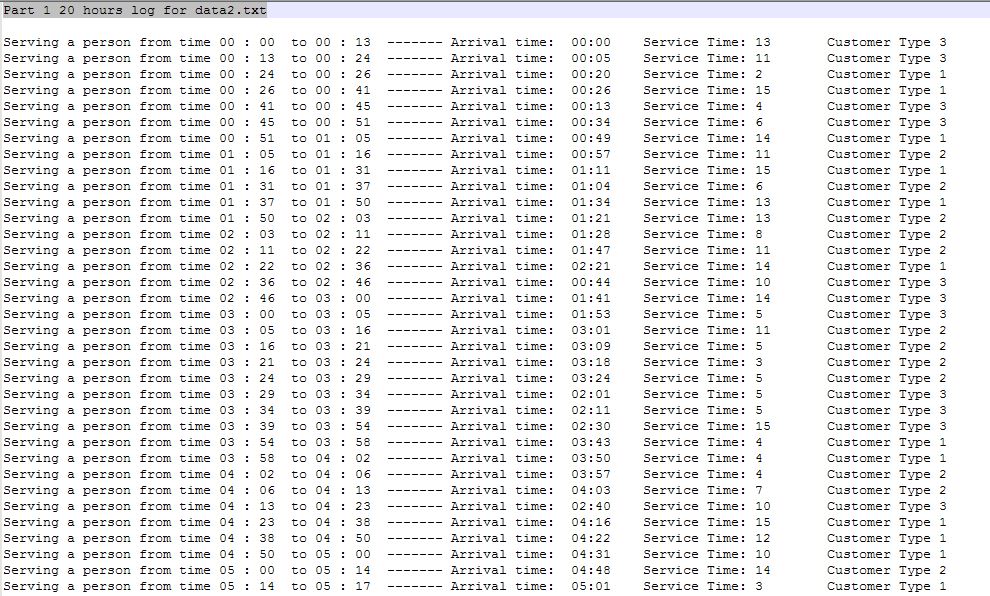 Part 1 20 hours log for data2.txt
Serving a person from time 00 : 00  to 00 : 13  ------- Arrival time:  00:00    Service Time: 13       Customer Type 3
Serving a person from time 00 : 13  to 00 : 24  ------- Arrival time:  00:05    Service Time: 11       Customer Type 3
Serving a person from time 00 : 24  to 00 : 26  ------- Arrival time:  00:20    Service Time: 2        Customer Type 1
Serving a person from time 00 : 26  to 00 : 41  ------- Arrival time:  00:26    Service Time: 15       Customer Type 1
Serving a person from time 00 : 41  to 00 : 45  ------- Arrival time:  00:13    Service Time: 4        Customer Type 3
Serving a person from time 00 : 45  to 00 : 51  ------- Arrival time:  00:34    Service Time: 6        Customer Type 3
Serving a person from time 00 : 51  to 01 : 05  ------- Arrival time:  00:49    Service Time: 14       Customer Type 1
Serving a person from time 01 : 05  to 01 : 16  ------- Arrival time:  00:57    Service Time: 11       Customer Type 2
Serving a person from time 01 : 16  to 01 : 31  ------- Arrival time:  01:11    Service Time: 15       Customer Type 1
Serving a person from time 01 : 31  to 01 : 37  ------- Arrival time:  01:04    Service Time: 6        Customer Type 2
Serving a person from time 01 : 37  to 01 : 50  ------- Arrival time:  01:34    Service Time: 13       Customer Type 1
Serving a person from time 01 : 50  to 02 : 03  ------- Arrival time:  01:21    Service Time: 13       Customer Type 2
Serving a person from time 02 : 03  to 02 : 11  ------- Arrival time:  01:28    Service Time: 8        Customer Type 2
Serving a person from time 02 : 11  to 02 : 22  ------- Arrival time:  01:47    Service Time: 11       Customer Type 2
Serving a person from time 02 : 22  to 02 : 36  ------- Arrival time:  02:21    Service Time: 14       Customer Type 1
Serving a person from time 02 : 36  to 02 : 46  ------- Arrival time:  00:44    Service Time: 10       Customer Type 3
Serving a person from time 02 : 46  to 03 : 00  ------- Arrival time:  01:41    Service Time: 14       Customer Type 3
Serving a person from time 03 : 00  to 03 : 05  ------- Arrival time:  01:53    Service Time: 5        Customer Type 3
Serving a person from time 03 : 05  to 03 : 16  ------- Arrival time:  03:01    Service Time: 11       Customer Type 2
Serving a person from time 03 : 16  to 03 : 21  ------- Arrival time:  03:09    Service Time: 5        Customer Type 2
Serving a person from time 03 : 21  to 03 : 24  ------- Arrival time:  03:18    Service Time: 3        Customer Type 2
Serving a person from time 03 : 24  to 03 : 29  ------- Arrival time:  03:24    Service Time: 5        Customer Type 2
Serving a person from time 03 : 29  to 03 : 34  ------- Arrival time:  02:01    Service Time: 5        Customer Type 3
Serving a person from time 03 : 34  to 03 : 39  ------- Arrival time:  02:11    Service Time: 5        Customer Type 3
Serving a person from time 03 : 39  to 03 : 54  ------- Arrival time:  02:30    Service Time: 15       Customer Type 3
Serving a person from time 03 : 54  to 03 : 58  ------- Arrival time:  03:43    Service Time: 4        Customer Type 1
Serving a person from time 03 : 58  to 04 : 02  ------- Arrival time:  03:50    Service Time: 4        Customer Type 1
Serving a person from time 04 : 02  to 04 : 06  ------- Arrival time:  03:57    Service Time: 4        Customer Type 2
Serving a person from time 04 : 06  to 04 : 13  ------- Arrival time:  04:03    Service Time: 7        Customer Type 2
Serving a person from time 04 : 13  to 04 : 23  ------- Arrival time:  02:40    Service Time: 10       Customer Type 3
Serving a person from time 04 : 23  to 04 : 38  ------- Arrival time:  04:16    Service Time: 15       Customer Type 1
Serving a person from time 04 : 38  to 04 : 50  ------- Arrival time:  04:22    Service Time: 12       Customer Type 1
Serving a person from time 04 : 50  to 05 : 00  ------- Arrival time:  04:31    Service Time: 10       Customer Type 1
Serving a person from time 05 : 00  to 05 : 14  ------- Arrival time:  04:48    Service Time: 14       Customer Type 2
Serving a person from time 05 : 14  to 05 : 17  ------- Arrival time:  05:01    Service Time: 3        Customer Type 1